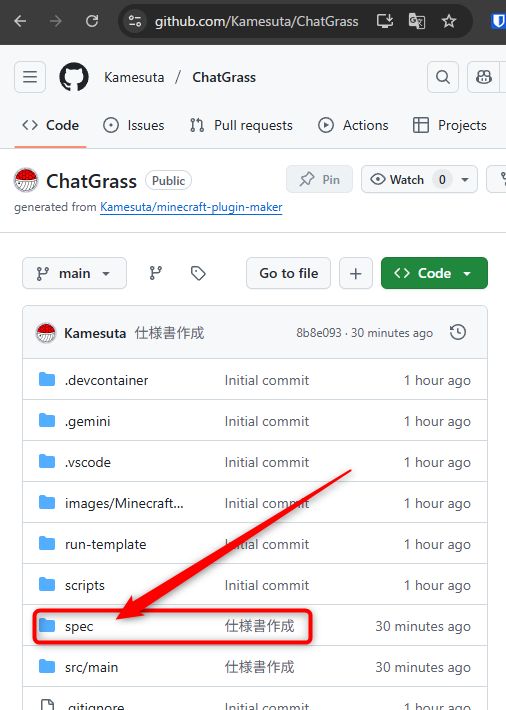 github.com/Kamesuta/ChatGrass
Kamesuta / ChatGrass
Code Issues Pull requests Actions Projects
ChatGrass Public Pin Watch 0
generated from Kamesuta/minecraft-plugin-maker
main Go to file Code
Kamesuta 仕様書作成 8b8e093 · 30 minutes ago
.devcontainer Initial commit 1 hour ago
.gemini Initial commit 1 hour ago
.vscode Initial commit 1 hour ago
images/Minecraft... Initial commit 1 hour ago
run-template Initial commit 1 hour ago
scripts Initial commit 1 hour ago
spec 仕様書作成 30 minutes ago
src/main 仕様書作成 30 minutes ago
.gitignore Initial commit 1 hour ago